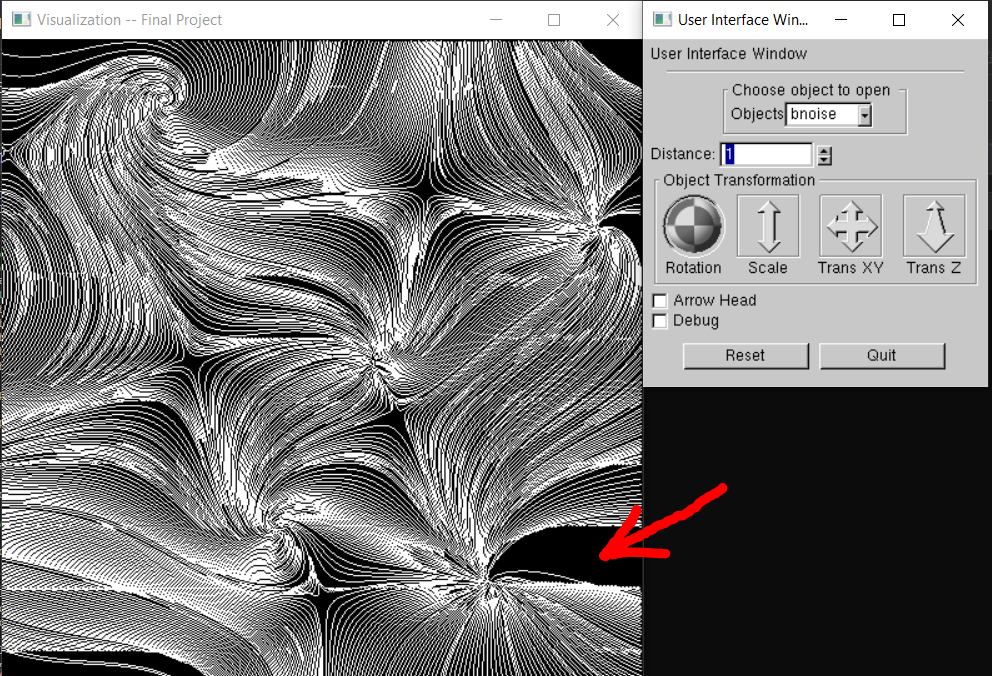 Visualization -- Final Project
User Interface Win...
User Interface Window
Choose object to open
Objects bnoise
Distance: 1
Object Transformation
Rotation Scale Trans XY Trans Z
Arrow Head
Debug
Reset Quit